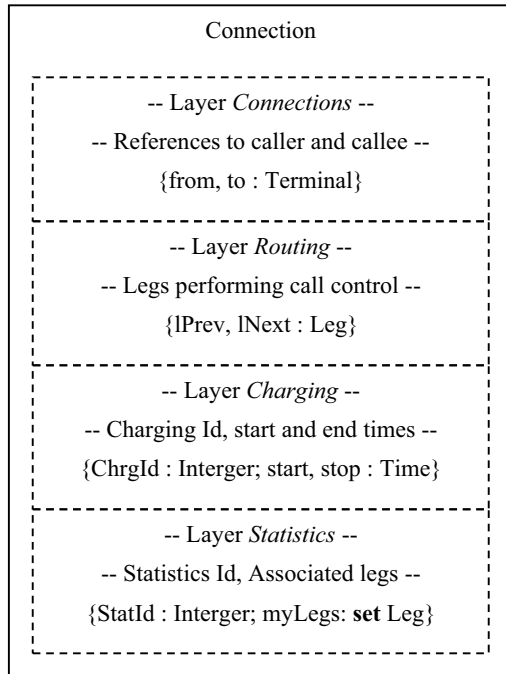 Connection
-- Layer Connections --
-- References to caller and callee --
{from, to : Terminal}
-- Layer Routing --
-- Legs performing call control --
{lPrev, lNext : Leg}
-- Layer Charging --
-- Charging Id, start and end times --
{ChrgId : Interger; start, stop : Time}
-- Layer Statistics --
-- Statistics Id, Associated legs --
{StatId : Interger; myLegs: set Leg}